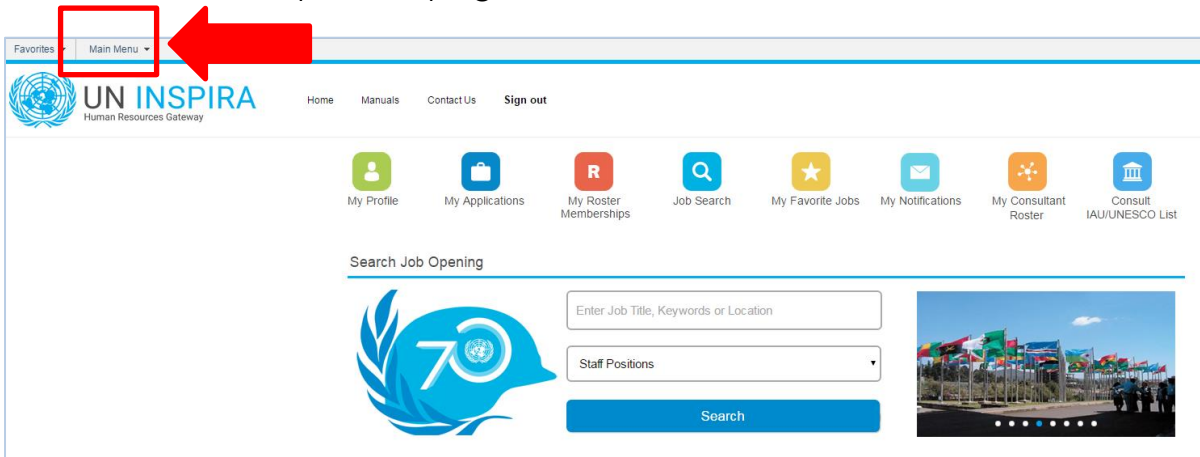 Favorites
Main Menu
UN INSPIRA
Human Resources Gateway
Home Manuals Contact Us Sign out
R
My Profile
My Applications
My Roster
Memberships
Job Search
My Favorite Jobs
My Notifications
My Consultant
Roster
Consult
IAU/UNESCO List
Search Job Opening
70
Enter Job Title, Keywords or Location
Staff Positions
Search